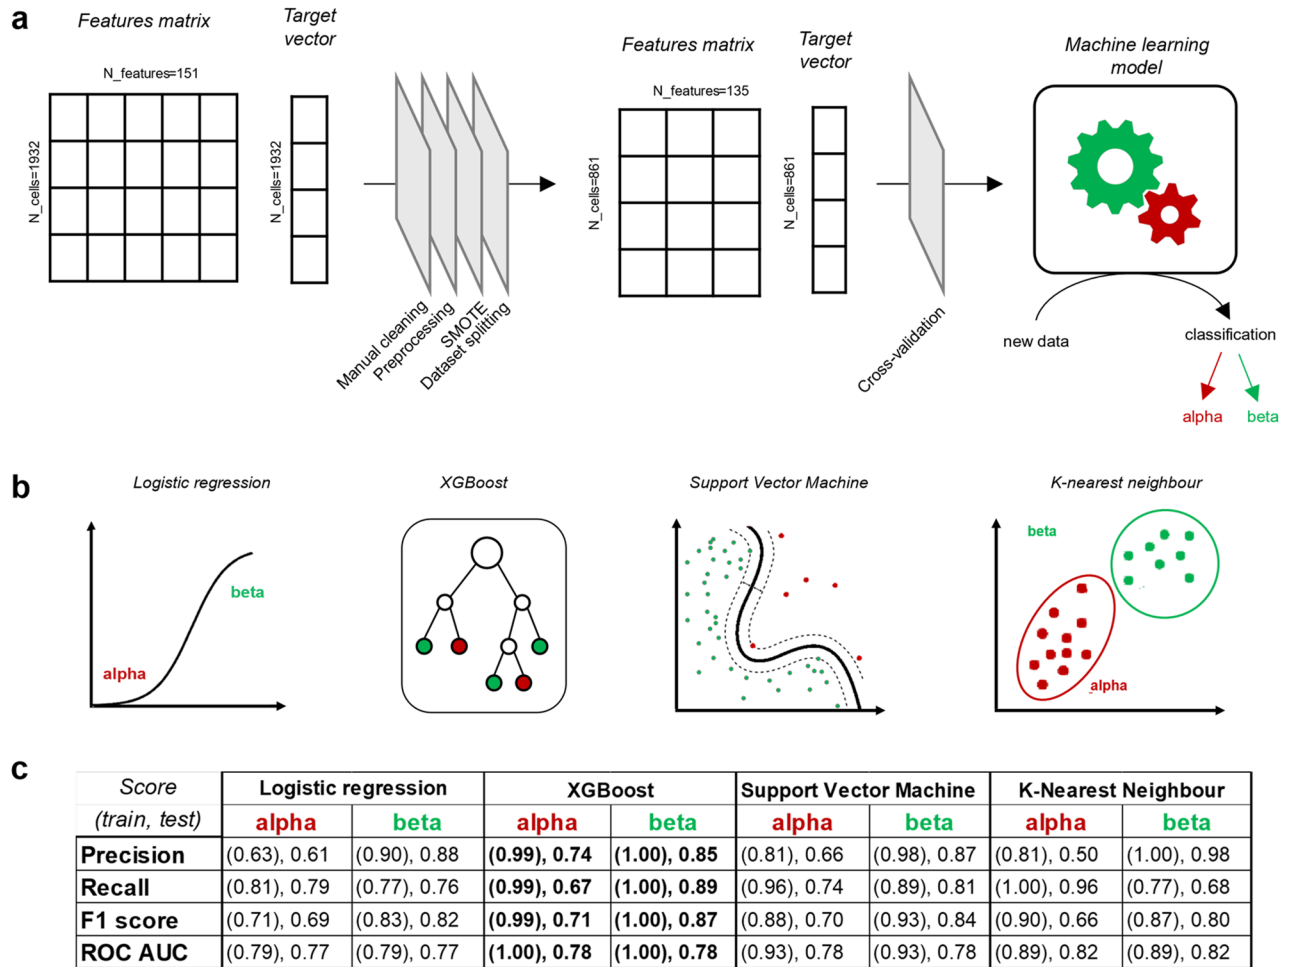 a
Features matrix
Target
vector
N_features=151
N_cells=1932
N_cells=1932
Manual cleaning
Preprocessing
SMOTE
Dataset splitting
Features matrix
Target
vector
N_features=135
N_cells=861
N_cells=861
Cross-validation
Machine learning
model
new data
classification
alpha
beta
b
Logistic regression
XGBoost
Support Vector Machine
K-nearest neighbour
beta
alpha
beta
alpha
c
Score
(train, test)
Logistic regression XGBoost Support Vector Machine K-Nearest Neighbour
alpha beta alpha beta alpha beta alpha beta
Precision (0.63), 0.61 (0.90), 0.88 (0.99), 0.74 (1.00), 0.85 (0.81), 0.66 (0.98), 0.87 (0.81), 0.50 (1.00), 0.98
Recall (0.81), 0.79 (0.77), 0.76 (0.99), 0.67 (1.00), 0.89 (0.96), 0.74 (0.89), 0.81 (1.00), 0.96 (0.77), 0.68
F1 score (0.71), 0.69 (0.83), 0.82 (0.99), 0.71 (1.00), 0.87 (0.88), 0.70 (0.93), 0.84 (0.90), 0.66 (0.87), 0.80
ROC AUC (0.79), 0.77 (0.79), 0.77 (1.00), 0.78 (1.00), 0.78 (0.93), 0.78 (0.93), 0.78 (0.89), 0.82 (0.89), 0.82